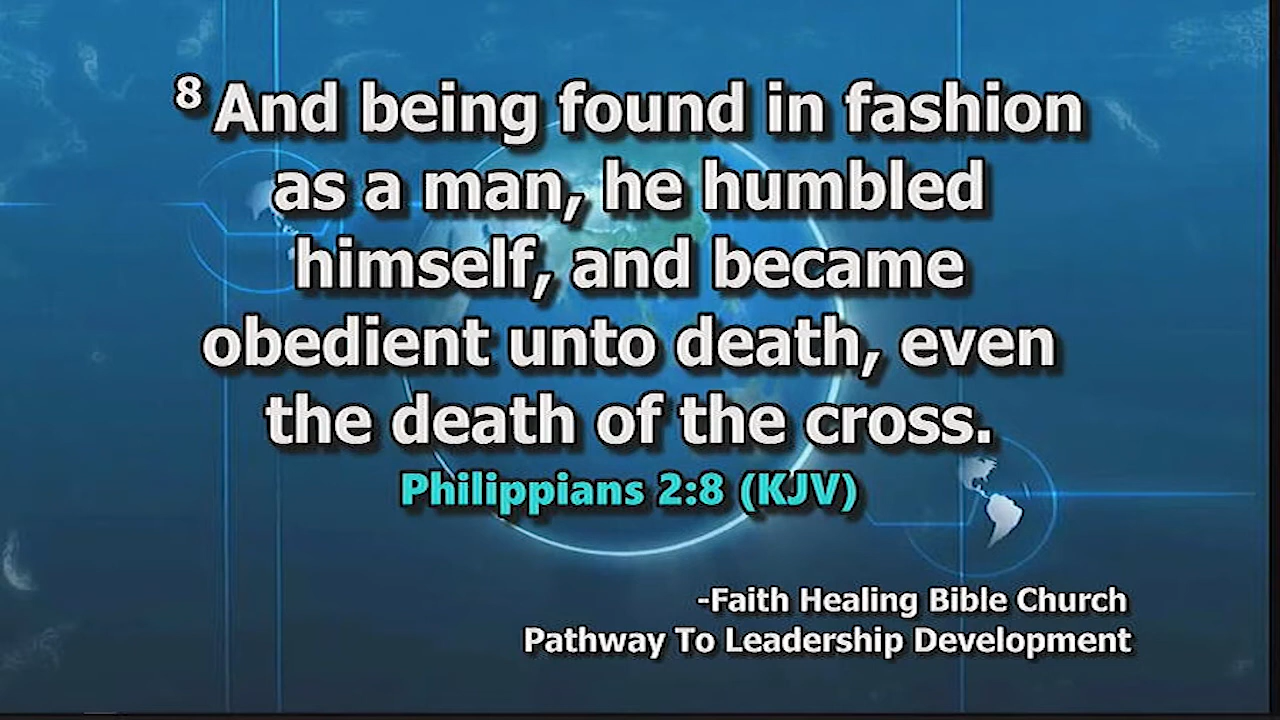 8 And being found in fashion
as a man, he humbled
himself, and became
obedient unto death, even
the death of the cross.
Philippians 2:8 (KJV)
-Faith Healing Bible Church
Pathway To Leadership Development